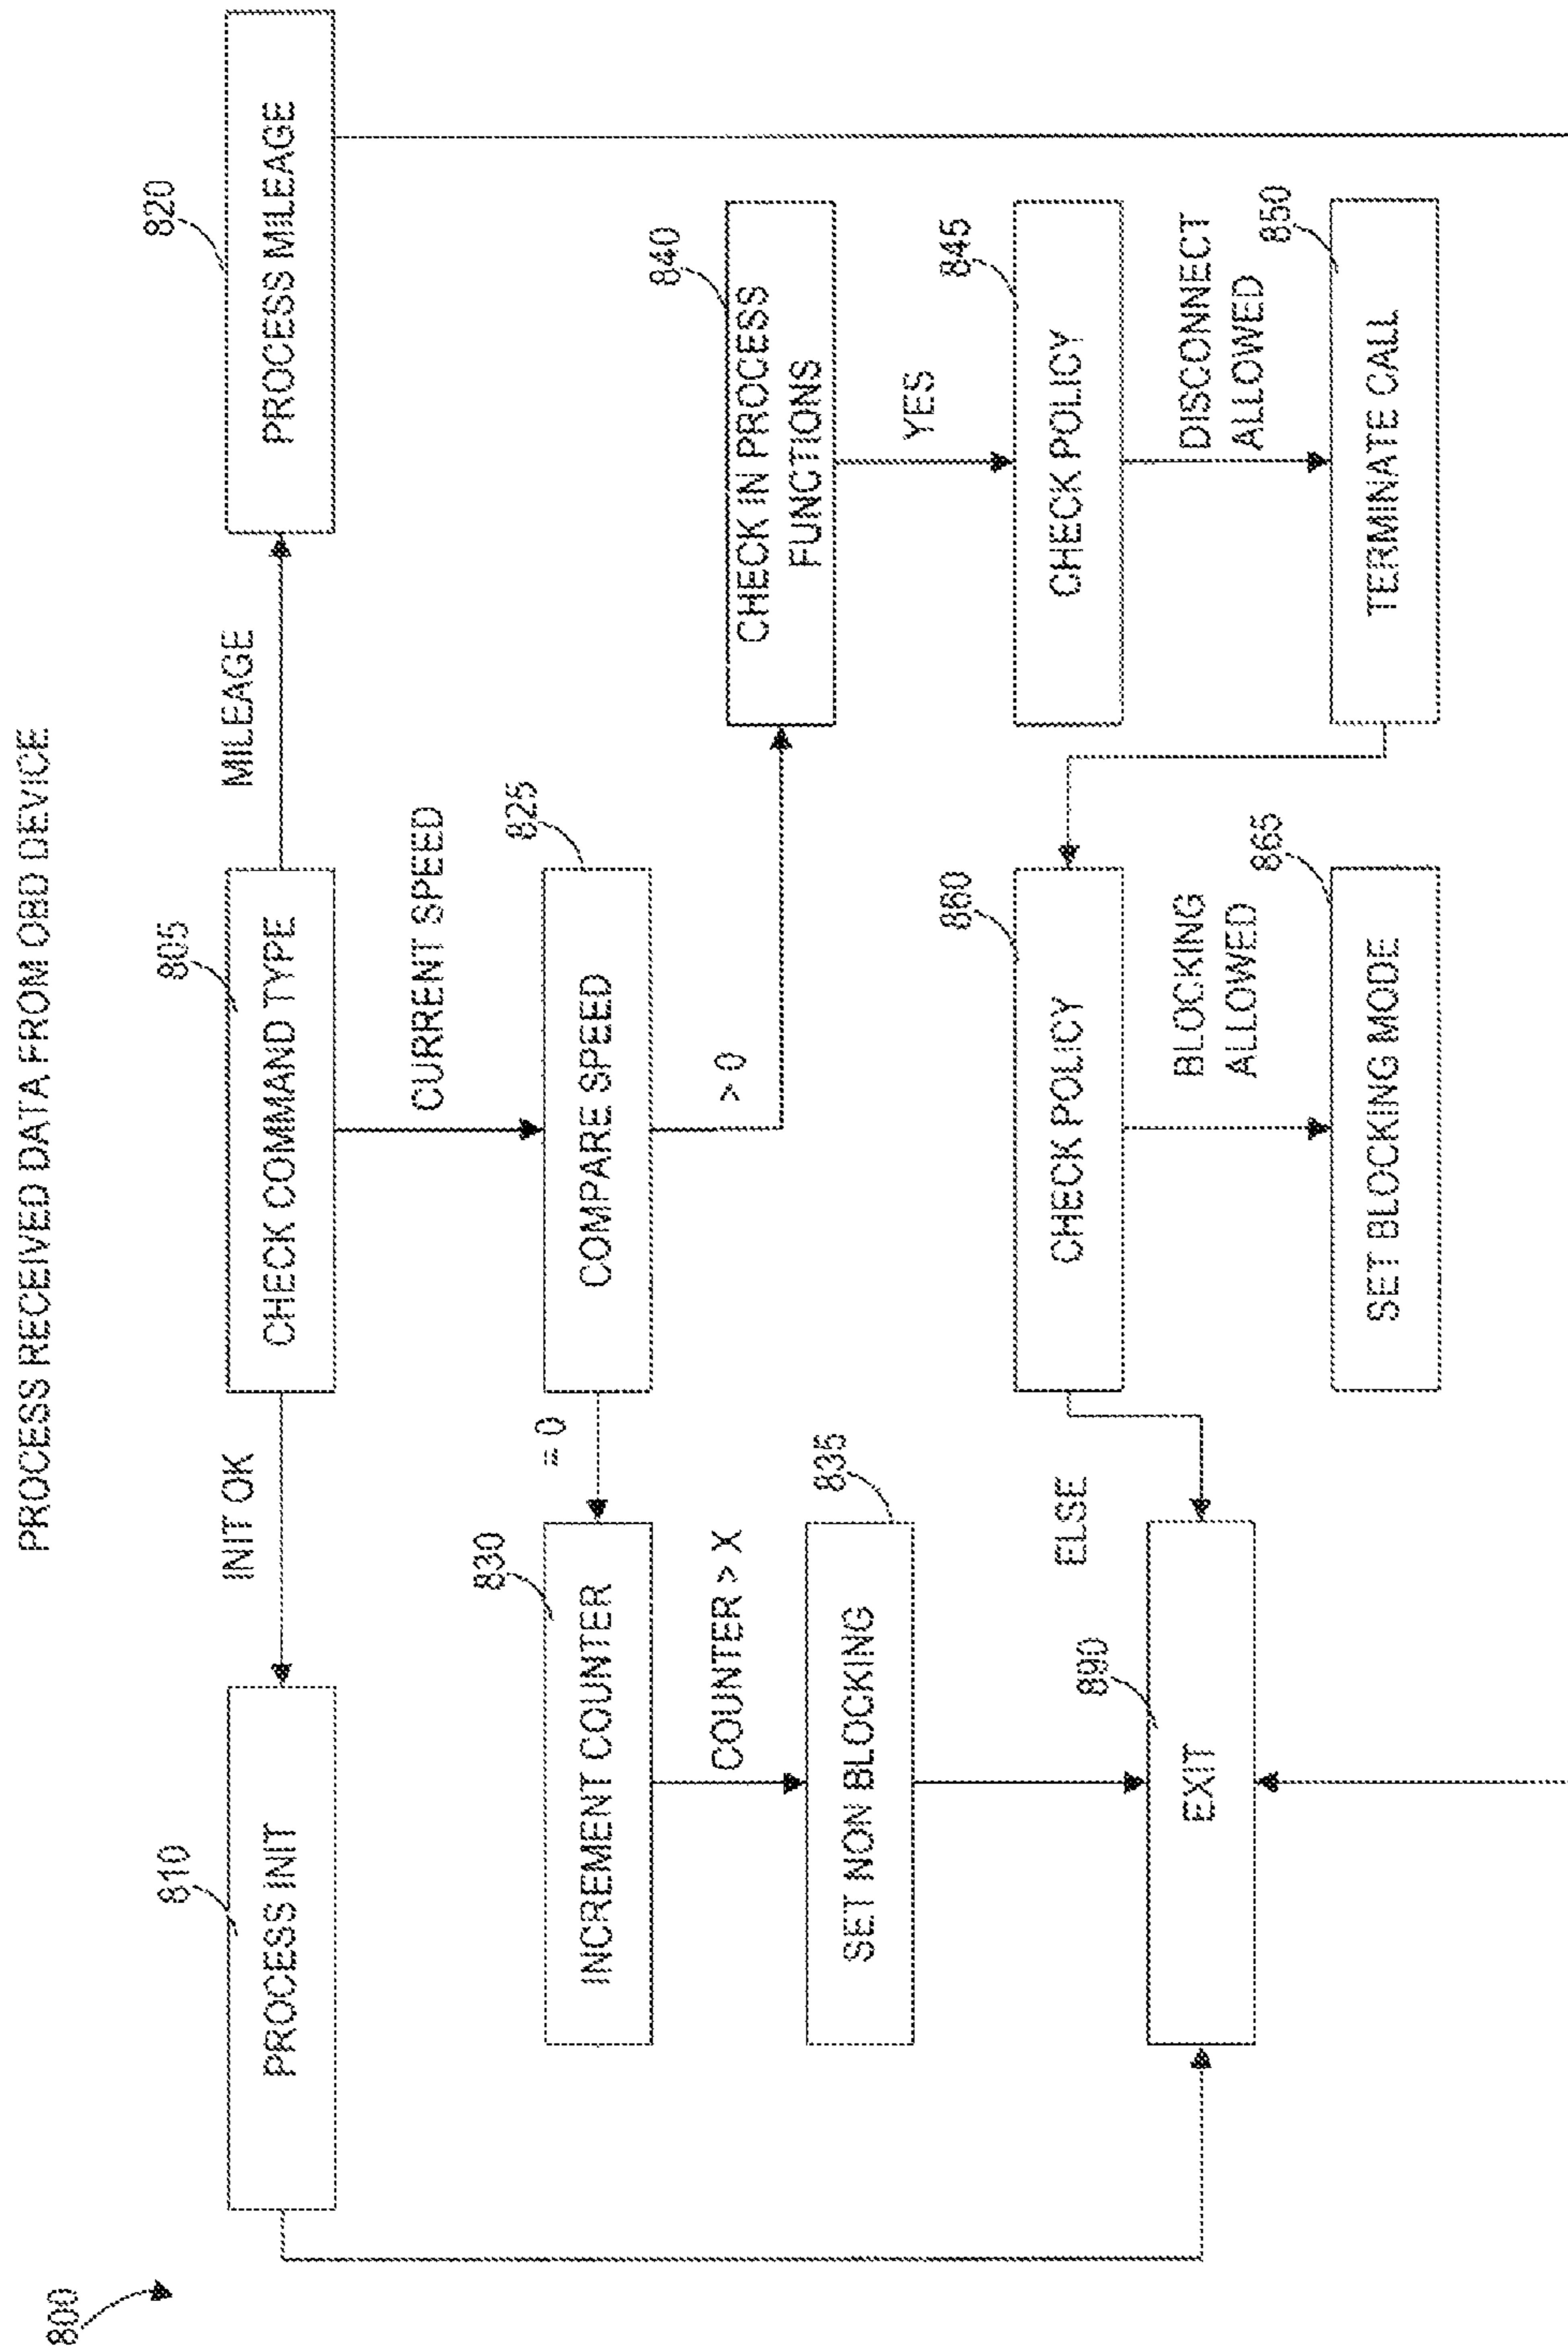 PROCESS RECEIVED DATA FROM OBD DEVICE
800
810
PROCESS INIT
INIT OK
805
CHECK COMMAND TYPE
MILEAGE
820
PROCESS MILEAGE
CURRENT SPEED
830
INCREMENT COUNTER
= 0
825
COMPARE SPEED
> 0
COUNTER > X
835
SET NON BLOCKING
840
CHECK IN PROCESS
FUNCTIONS
YES
845
CHECK POLICY
860
CHECK POLICY
ELSE
890
EXIT
BLOCKING
ALLOWED
DISCONNECT
ALLOWED
865
SET BLOCKING MODE
850
TERMINATE CALL